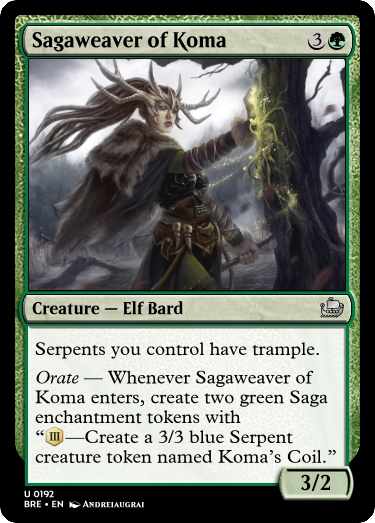 Sagaweaver of Koma 3
Creature — Elf Bard
Serpents you control have trample.
Orate — Whenever Sagaweaver of
Koma enters, create two green Saga
enchantment tokens with
“III—Create a 3/3 blue Serpent
creature token named Koma’s Coil.”
3/2
U 0192
BRE • EN Andreiaugrai